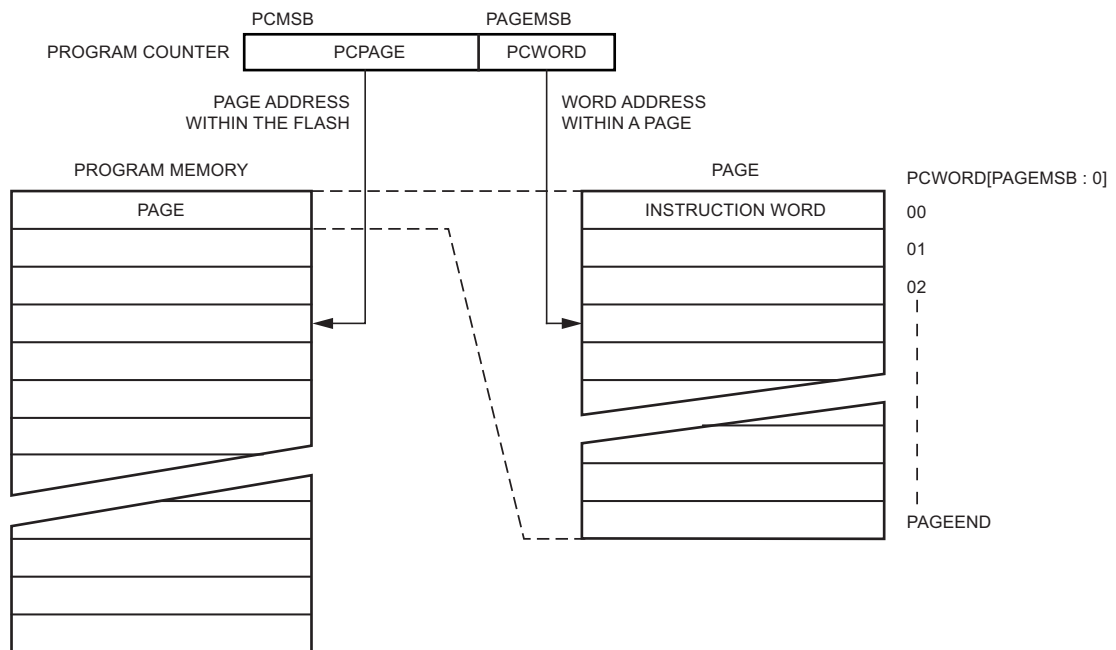 PCMSB PAGEMSB
PROGRAM COUNTER PCPAGE PCWORD
PAGE ADDRESS
WITHIN THE FLASH
WORD ADDRESS
WITHIN A PAGE
PROGRAM MEMORY
PAGE
PAGE
INSTRUCTION WORD
PCWORD[PAGEMSB : 0]
00
01
02
PAGEEND